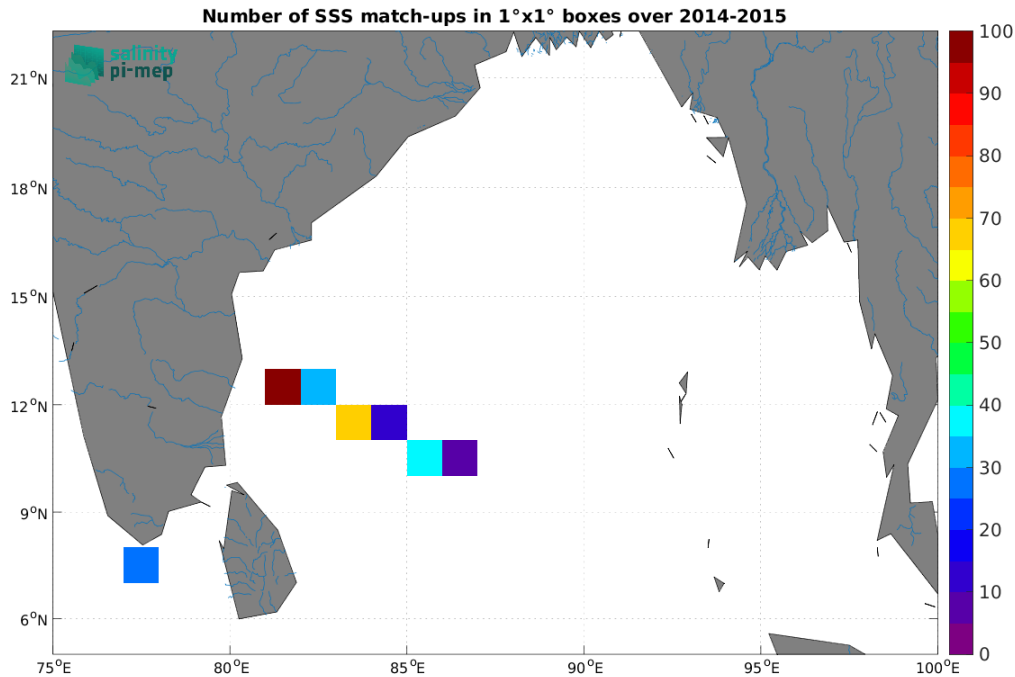 Number of SSS match-ups in 1°x1° boxes over 2014-2015
salinity
pi-mep
21°N
18°N
15°N
12°N
9°N
6°N
75°E
80°E
85°E
90°E
95°E
100°E
100
90
80
70
60
50
40
30
20
10
0